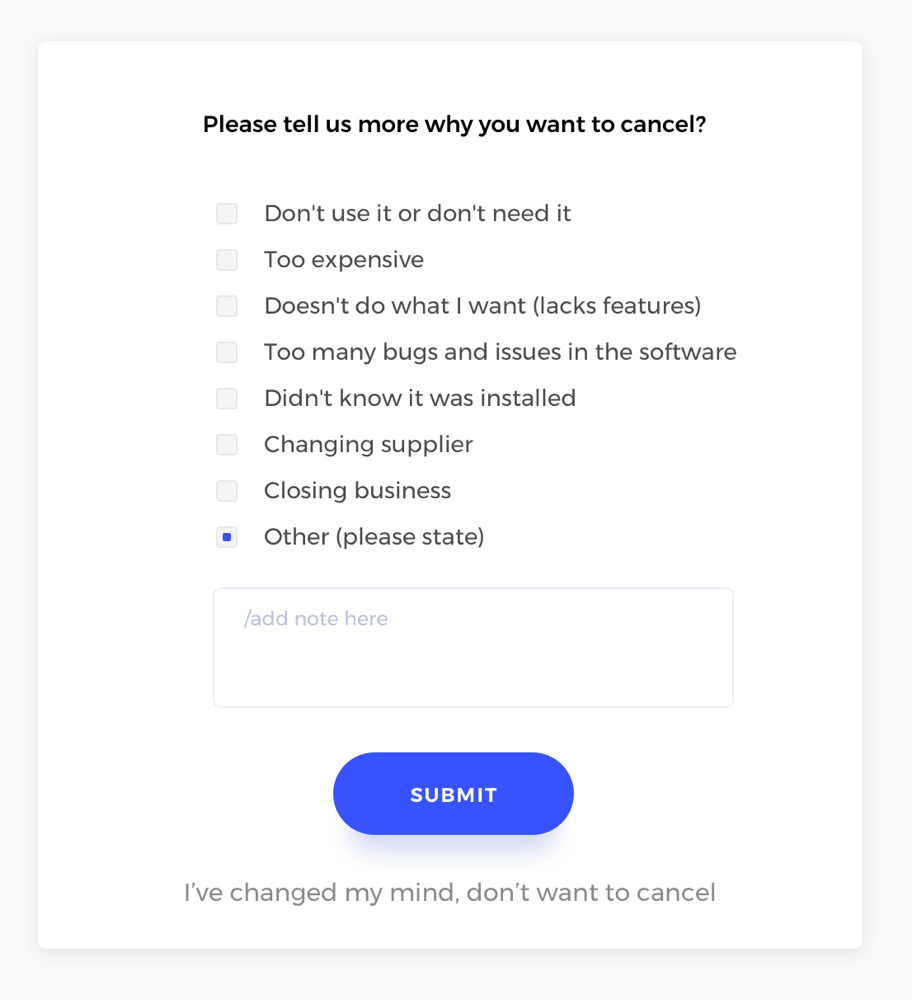 Please tell us more why you want to cancel?
Don't use it or don't need it
Too expensive
Doesn't do what I want (lacks features)
Too many bugs and issues in the software
Didn't know it was installed
Changing supplier
Closing business
Other (please state)
/add note here
SUBMIT
I’ve changed my mind, don’t want to cancel